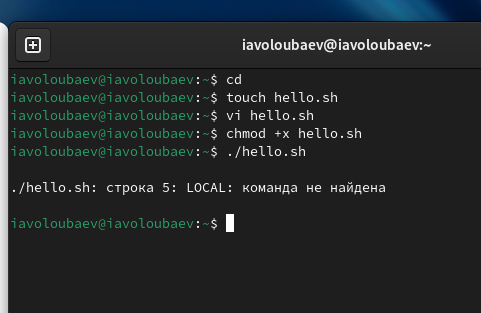 iavoloubaev@iavoloubaev:~
iavoloubaev@iavoloubaev:~$ cd
iavoloubaev@iavoloubaev:~$ touch hello.sh
iavoloubaev@iavoloubaev:~$ vi hello.sh
iavoloubaev@iavoloubaev:~$ chmod +x hello.sh
iavoloubaev@iavoloubaev:~$ ./hello.sh
./hello.sh: строка 5: LOCAL: команда не найдена
iavoloubaev@iavoloubaev:~$